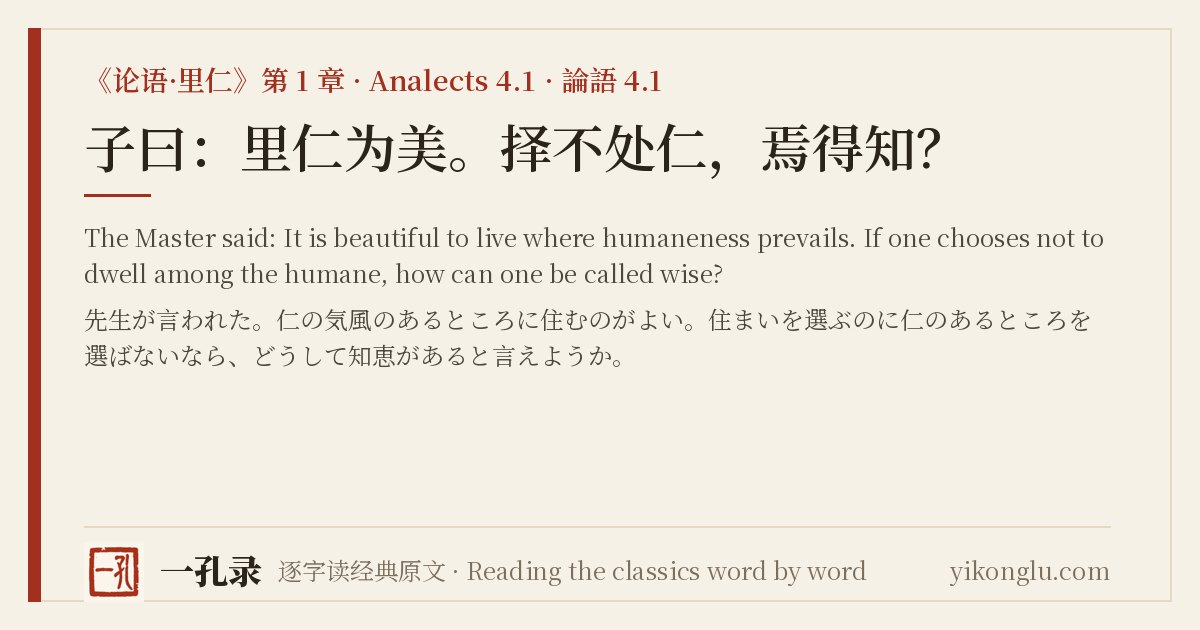 《论语·里仁》第 1 章 · Analects 4.1 · 論語 4.1
子曰：里仁为美。择不处仁，焉得知？
The Master said: It is beautiful to live where humaneness prevails. If one chooses not to
dwell among the humane, how can one be called wise?
先生が言われた。仁の気風のあるところに住むのがよい。住まいを選ぶのに仁のあるところを
選ばないなら、どうして知恵があると言えようか。
一孔
一孔录 逐字读经典原文 · Reading the classics word by word yikonglu.com